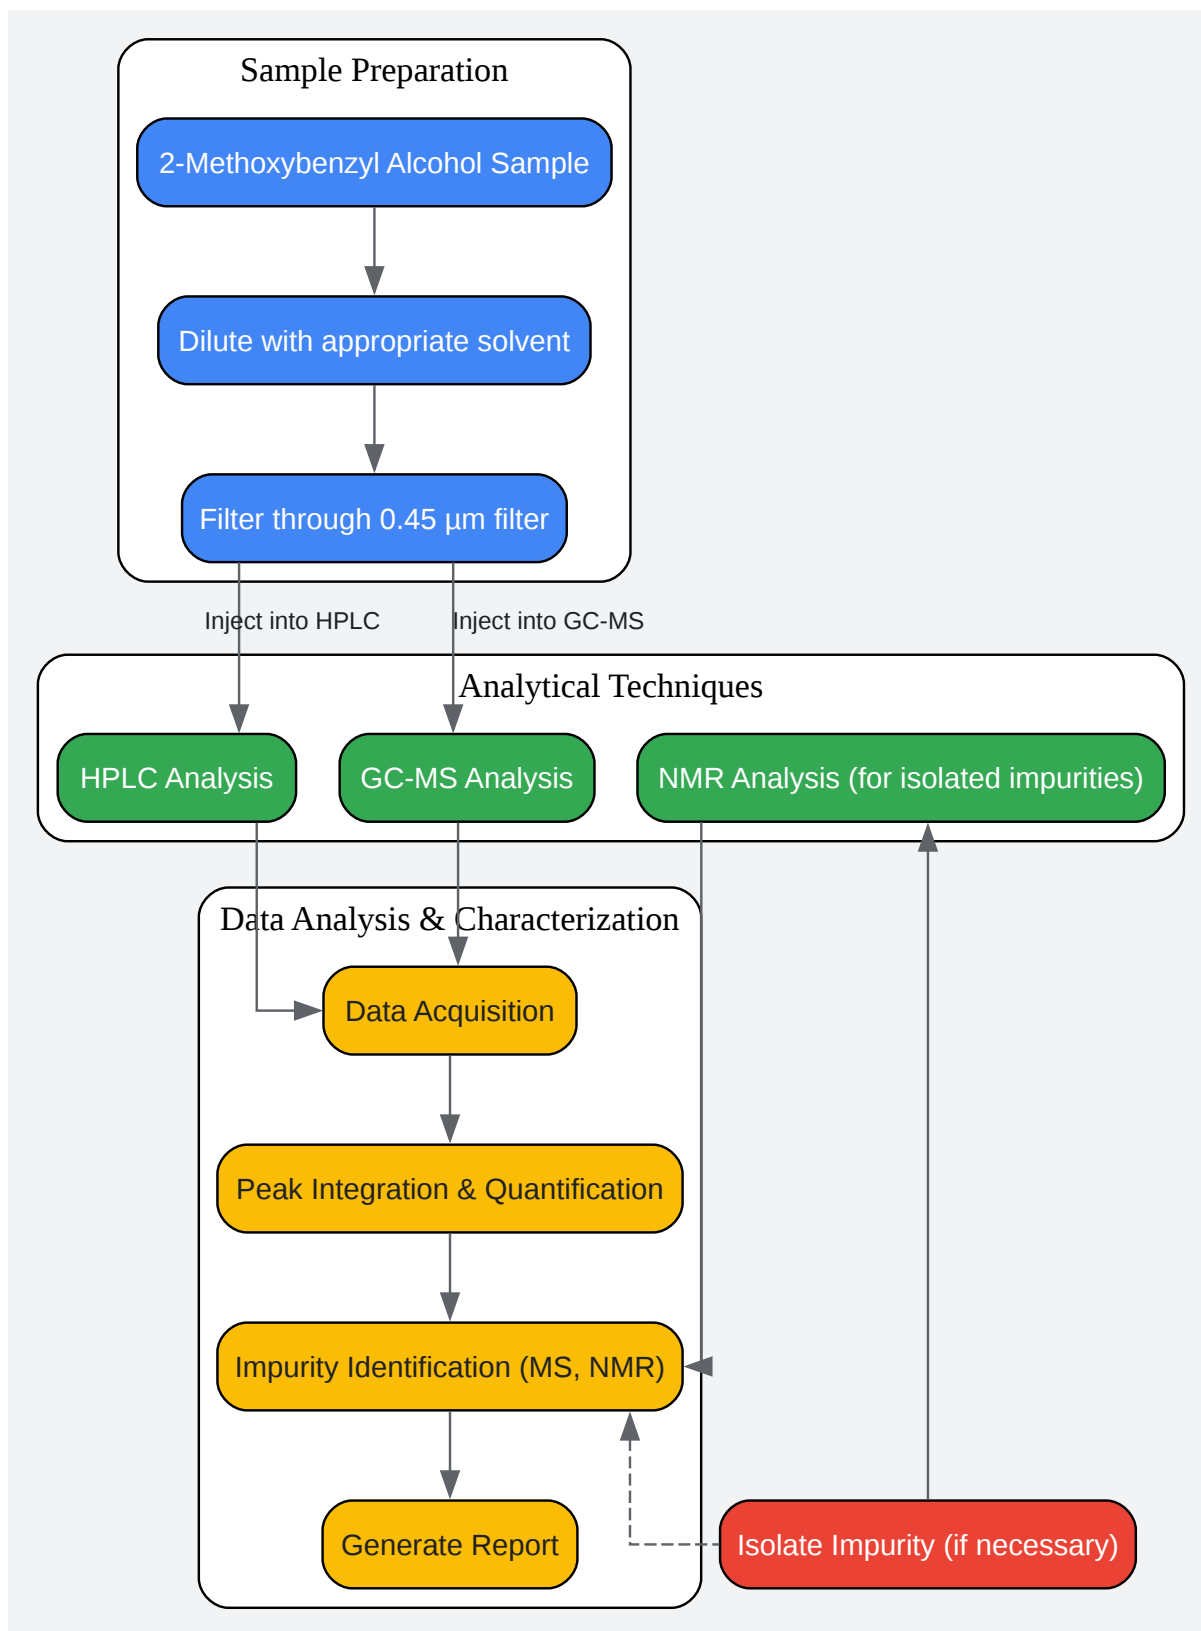 Sample Preparation
2-Methoxybenzyl Alcohol Sample
Dilute with appropriate solvent
Filter through 0.45 µm filter
Inject into HPLC
Inject into GC-MS
Analytical Techniques
HPLC Analysis
GC-MS Analysis
NMR Analysis (for isolated impurities)
Data Analysis & Characterization
Data Acquisition
Peak Integration & Quantification
Impurity Identification (MS, NMR)
Generate Report
Isolate Impurity (if necessary)